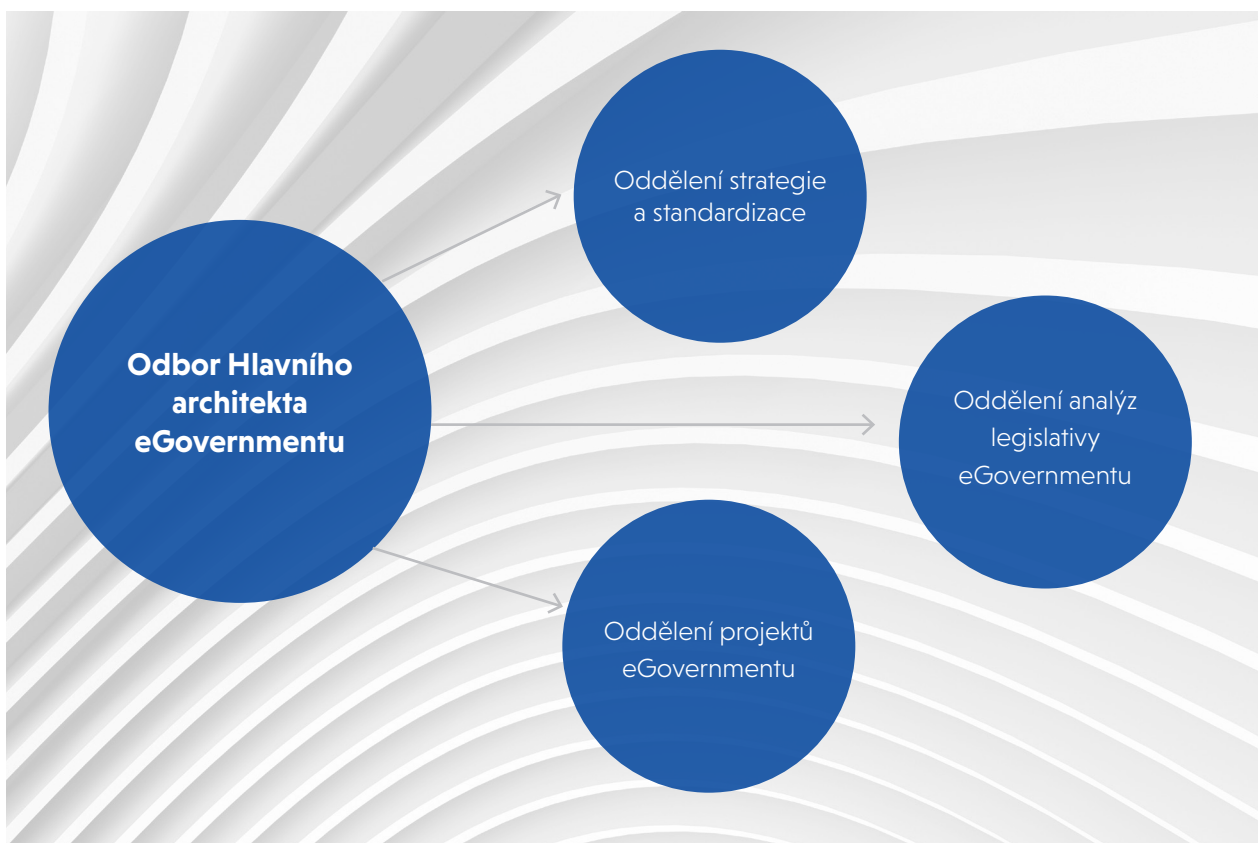 Oddělení strategie
a standardizace
Odbor Hlavního
architekta
eGovernmentu
Oddělení analýz
legislativy
eGovernmentu
Oddělení projektů
eGovernmentu